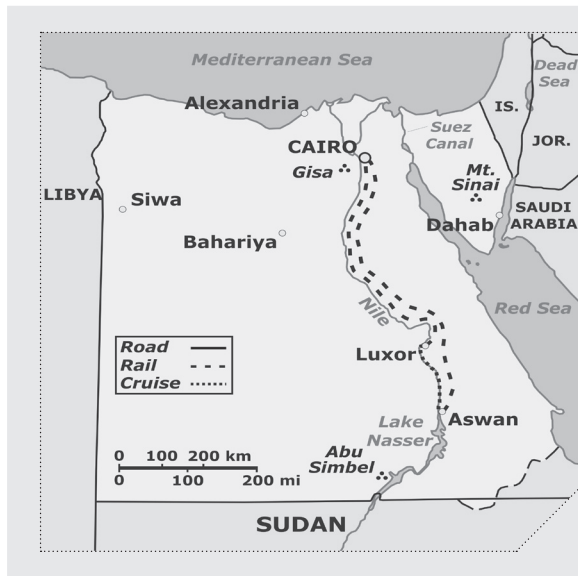 Mediterranean Sea
Dead
Sea
Alexandria
IS.
Suez
Canal
JOR.
CAIRO
Gisa
Mt.
Sinai
LIBYA
Siwa
SAUDI
ARABIA
Dahab
Bahariya
Red Sea
Nile
Road
Rail
Cruise
Luxor
Lake
Nasser
Aswan
Abu
Simbel
0 100 200 km
0 100 200 mi
SUDAN